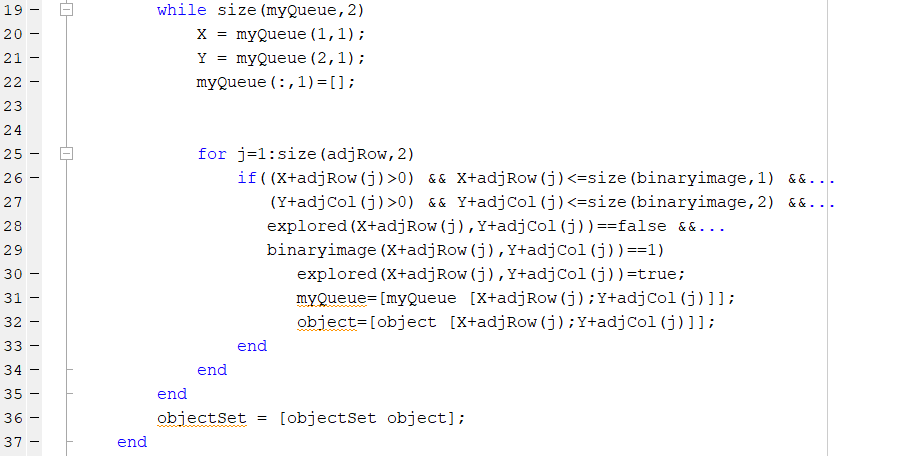 19 – while size(myQueue,2)
20 – X = myQueue(1,1);
21 – Y = myQueue(2,1);
22 – myQueue(:,1)=[];
23
24
25 – for j=1:size(adjRow,2)
26 – if((X+adjRow(j)>0) && X+adjRow(j)<=size(binaryimage,1) &&...
27 (Y+adjCol(j)>0) && Y+adjCol(j)<=size(binaryimage,2) &&...
28 explored(X+adjRow(j),Y+adjCol(j))==false &&...
29 binaryimage(X+adjRow(j),Y+adjCol(j))==1)
30 – explored(X+adjRow(j),Y+adjCol(j))=true;
31 – myQueue=[myQueue [X+adjRow(j);Y+adjCol(j)]];
32 – object=[object [X+adjRow(j);Y+adjCol(j)]];
33 – end
34 – end
35 – end
36 – objectSet = [objectSet object];
37 – end